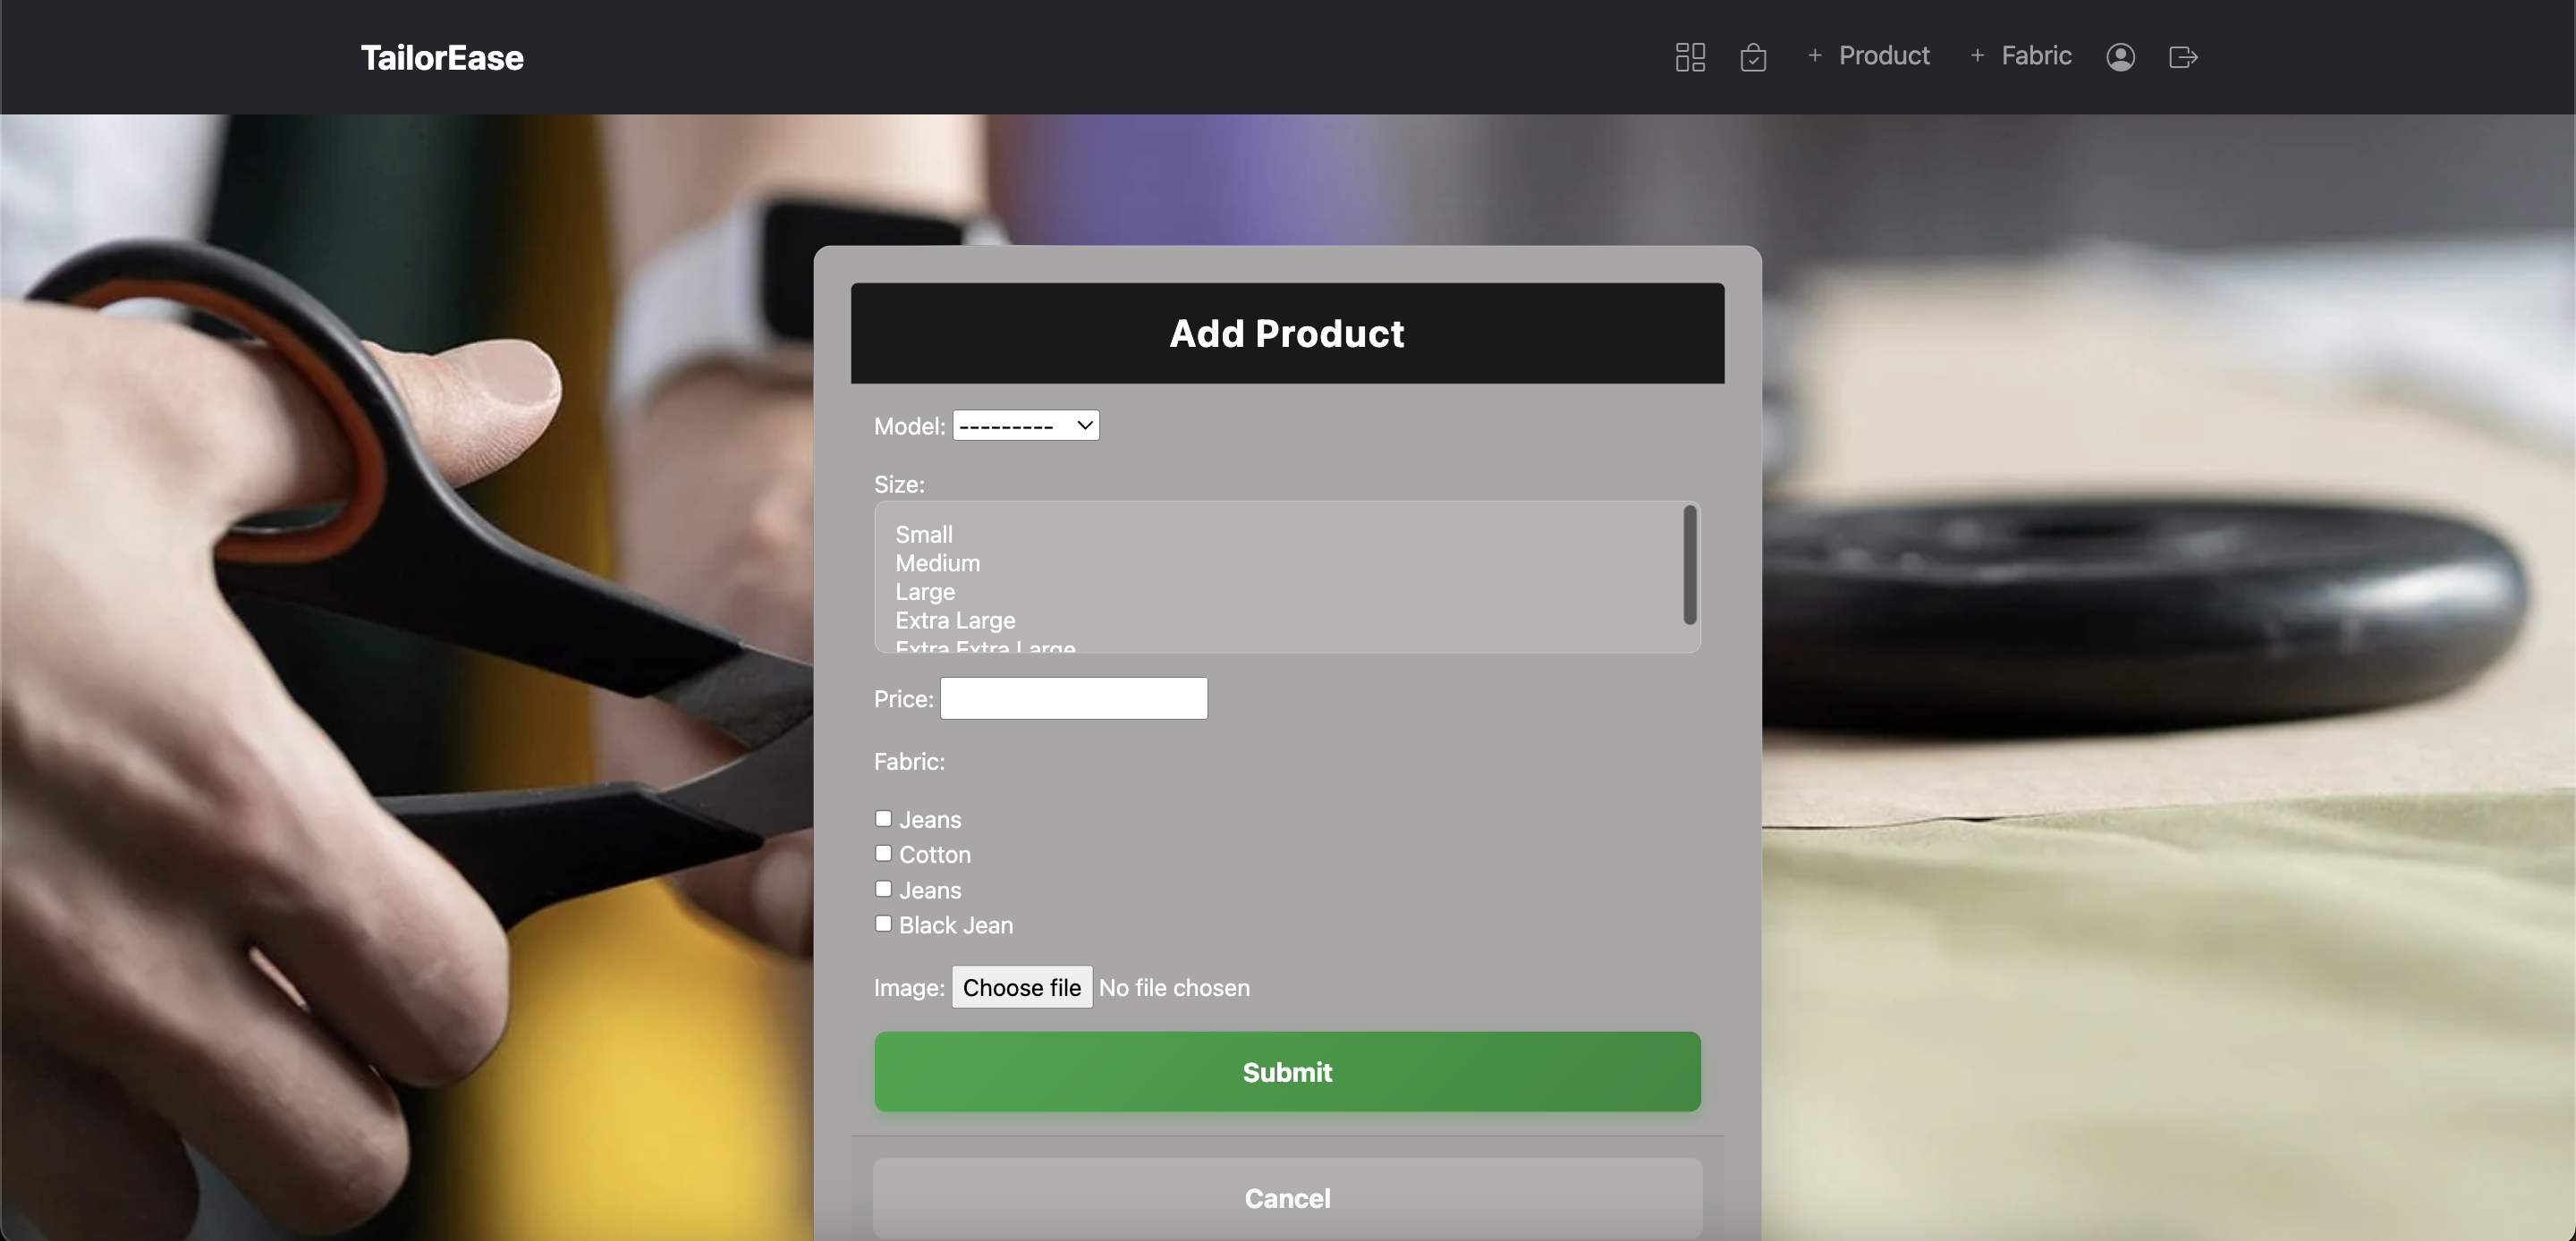 TailorEase
+ Product
+ Fabric
Add Product
Model: ---------
Size:
Small
Medium
Large
Extra Large
Extra Extra Large
Price:
Fabric:
Jeans
Cotton
Jeans
Black Jean
Image: Choose file No file chosen
Submit
Cancel